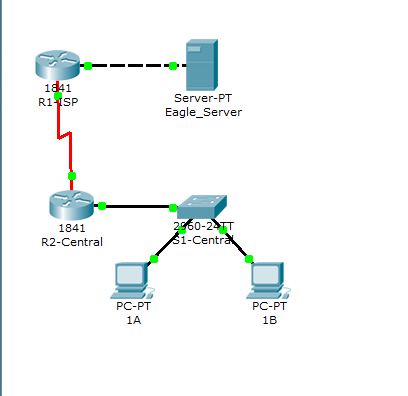 1841
R1-ISP
Server-PT
Eagle_Server
1841
R2-Central
2960-24TT
S1-Central
PC-PT
1A
PC-PT
1B